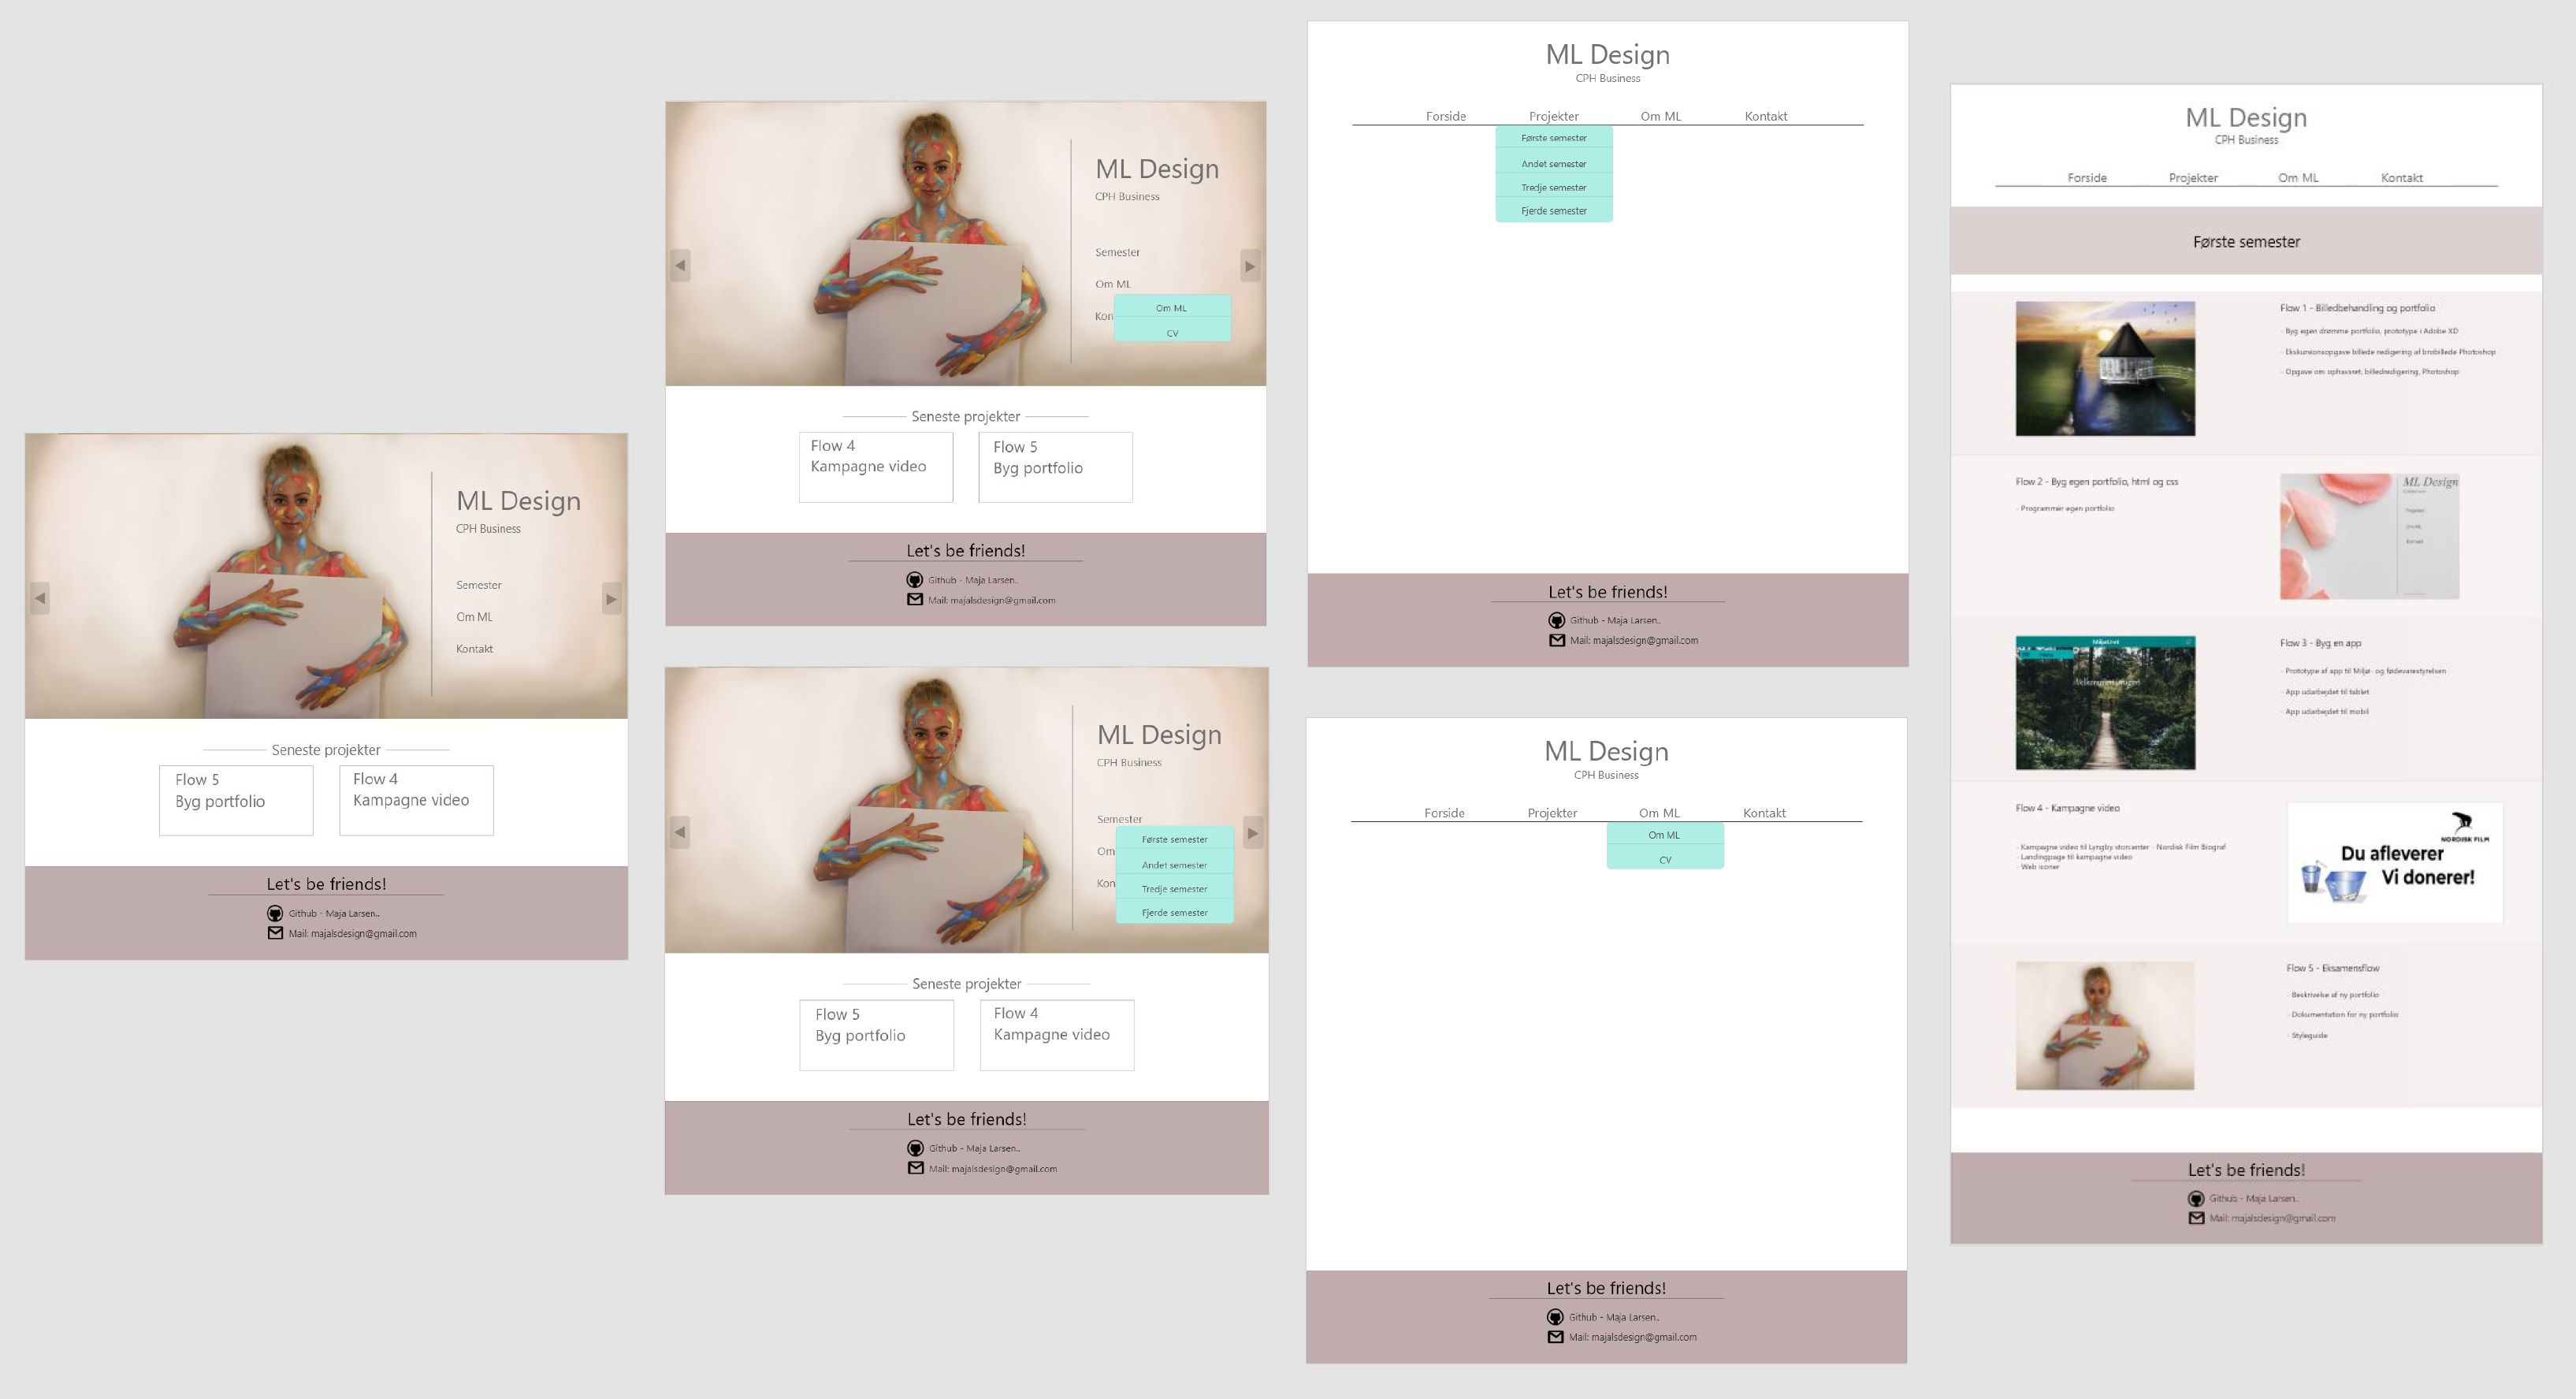 ML Design
CPH Business
Semester
Om ML
Kontakt
Seneste projekter
Flow 5
Byg portfolio
Flow 4
Kampagne video
Let's be friends!
Github - Maja Larsen..
Mail: majalsdesign@gmail.com
ML Design
CPH Business
Semester
Om ML
Kon
Om ML
CV
Seneste projekter
Flow 4
Kampagne video
Flow 5
Byg portfolio
Let's be friends!
Github - Maja Larsen..
Mail: majalsdesign@gmail.com
ML Design
CPH Business
Semester
Om
Kon
Første semester
Andet semester
Tredje semester
Fjerde semester
Seneste projekter
Flow 5
Byg portfolio
Flow 4
Kampagne video
Let's be friends!
Github - Maja Larsen..
Mail: majalsdesign@gmail.com
ML Design
CPH Business
Forside Projekter Om ML Kontakt
Første semester
Andet semester
Tredje semester
Fjerde semester
Let's be friends!
Github - Maja Larsen..
Mail: majalsdesign@gmail.com
ML Design
CPH Business
Forside Projekter Om ML Kontakt
Om ML
CV
Let's be friends!
Github - Maja Larsen..
Mail: majalsdesign@gmail.com
ML Design
CPH Business
Forside Projekter Om ML Kontakt
Første semester
Flow 1 - Billedbehandling og portfolio
- Byg egen drømme portfolio, prototype i Adobe XD
- Ekskursionsopgave billede redigering af brobillede Photoshop
- Opgave om ophavsret, billedredigering, Photoshop
Flow 2 - Byg egen portfolio, html og css
- Programmér egen portfolio
ML Design
Projekter
Om ML
Kontakt
Flow 3 - Byg en app
- Prototype af app til Miljø- og fødevarestyrelsen
- App udarbejdet til tablet
- App udarbejdet til mobil
Flow 4 - Kampagne video
- Kampagne video til Lyngby storcenter - Nordisk Film Biograf
- Landingpage til kampagne video
- Web iconer
NORDISK FILM
Du afleverer
Vi donerer!
Flow 5 - Eksamensflow
- Beskrivelse af ny portfolio
- Dokumentation for ny portfolio
- Styleguide
Let's be friends!
Github - Maja Larsen..
Mail: majalsdesign@gmail.com